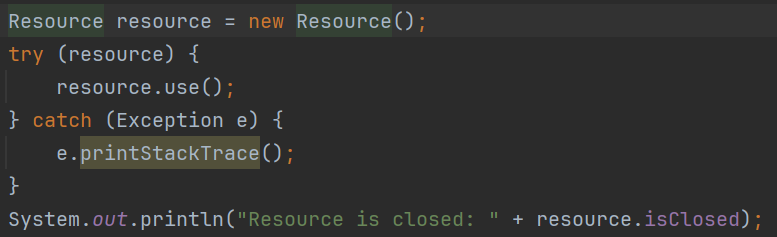 Resource resource = new Resource();
try (resource) {
    resource.use();
} catch (Exception e) {
    e.printStackTrace();
}
System.out.println("Resource is closed: " + resource.isClosed);